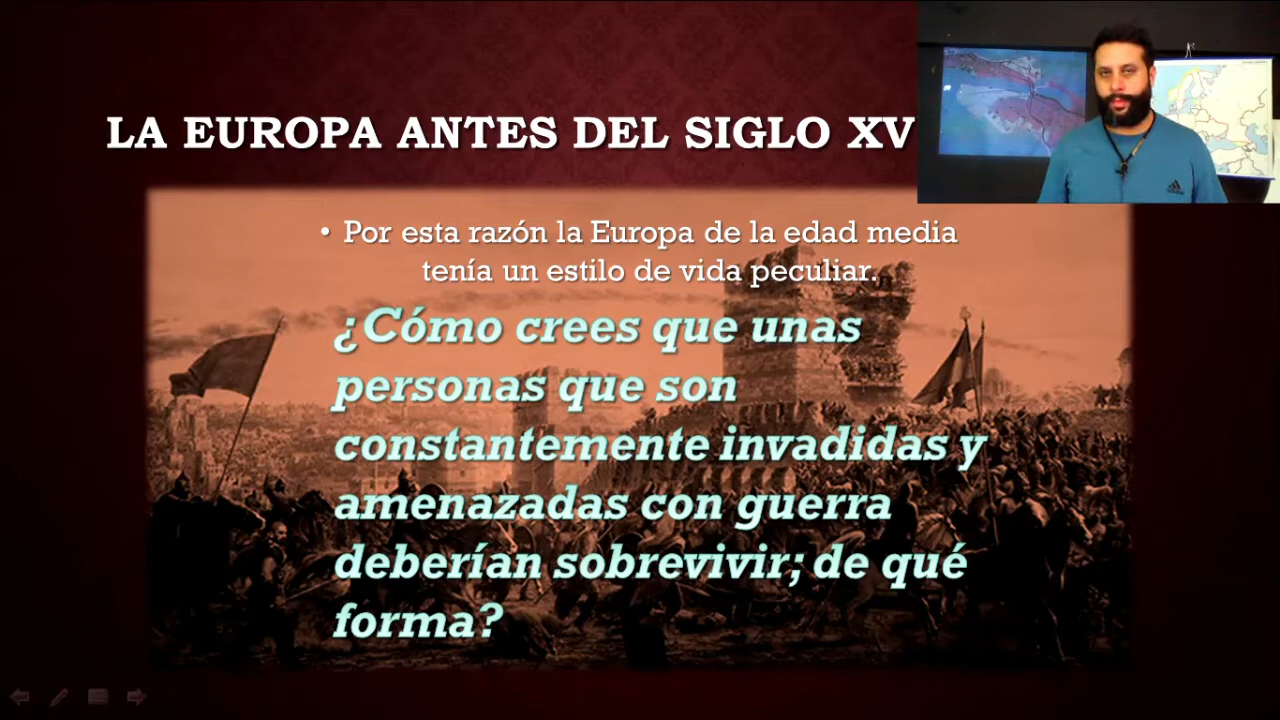 LA EUROPA ANTES DEL SIGLO XV
• Por esta razón la Europa de la edad media
tenía un estilo de vida peculiar.
¿Cómo crees que unas
personas que son
constantemente invadidas y
amenazadas con guerra
deberían sobrevivir; de qué
forma?